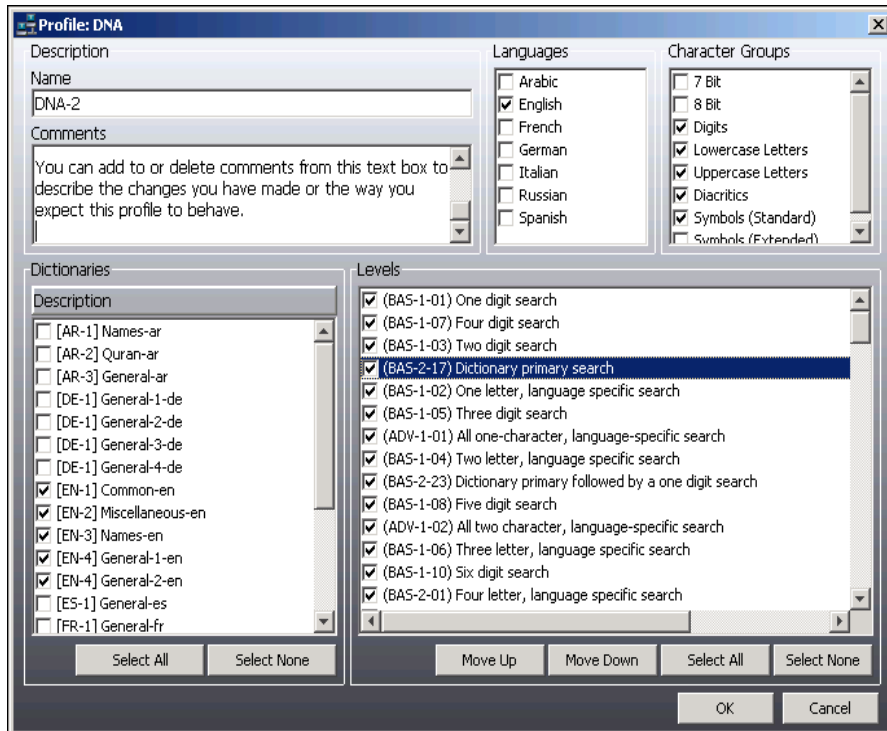 Profile: DNA
Description
Name
DNA-2
Comments
You can add to or delete comments from this text box to
describe the changes you have made or the way you
expect this profile to behave.
Languages
Arabic
English
French
German
Italian
Russian
Spanish
Character Groups
7 Bit
8 Bit
Digits
Lowercase Letters
Uppercase Letters
Diacritics
Symbols (Standard)
Symbols (Extended)
Dictionaries
Description
[AR-1] Names-ar
[AR-2] Quran-ar
[AR-3] General-ar
[DE-1] General-1-de
[DE-1] General-2-de
[DE-1] General-3-de
[DE-1] General-4-de
[EN-1] Common-en
[EN-2] Miscellaneous-en
[EN-3] Names-en
[EN-4] General-1-en
[EN-4] General-2-en
[ES-1] General-es
[FR-1] General-fr
Select All
Select None
Levels
(BAS-1-01) One digit search
(BAS-1-07) Four digit search
(BAS-1-03) Two digit search
(BAS-2-17) Dictionary primary search
(BAS-1-02) One letter, language specific search
(BAS-1-05) Three digit search
(ADV-1-01) All one-character, language-specific search
(BAS-1-04) Two letter, language specific search
(BAS-2-23) Dictionary primary followed by a one digit search
(BAS-1-08) Five digit search
(ADV-1-02) All two character, language-specific search
(BAS-1-06) Three letter, language specific search
(BAS-1-10) Six digit search
(BAS-2-01) Four letter, language specific search
Move Up
Move Down
Select All
Select None
OK
Cancel